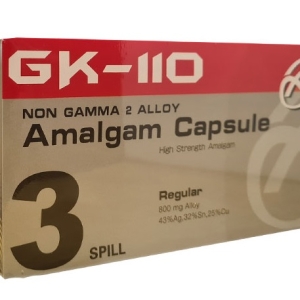 GK-110
NON GAMMA 2 ALLOY
Amalgam Capsule
High Strength Amalgam
3
SPILL
Regular
800 mg Alloy
43%Ag,32%Sn,25%Cu